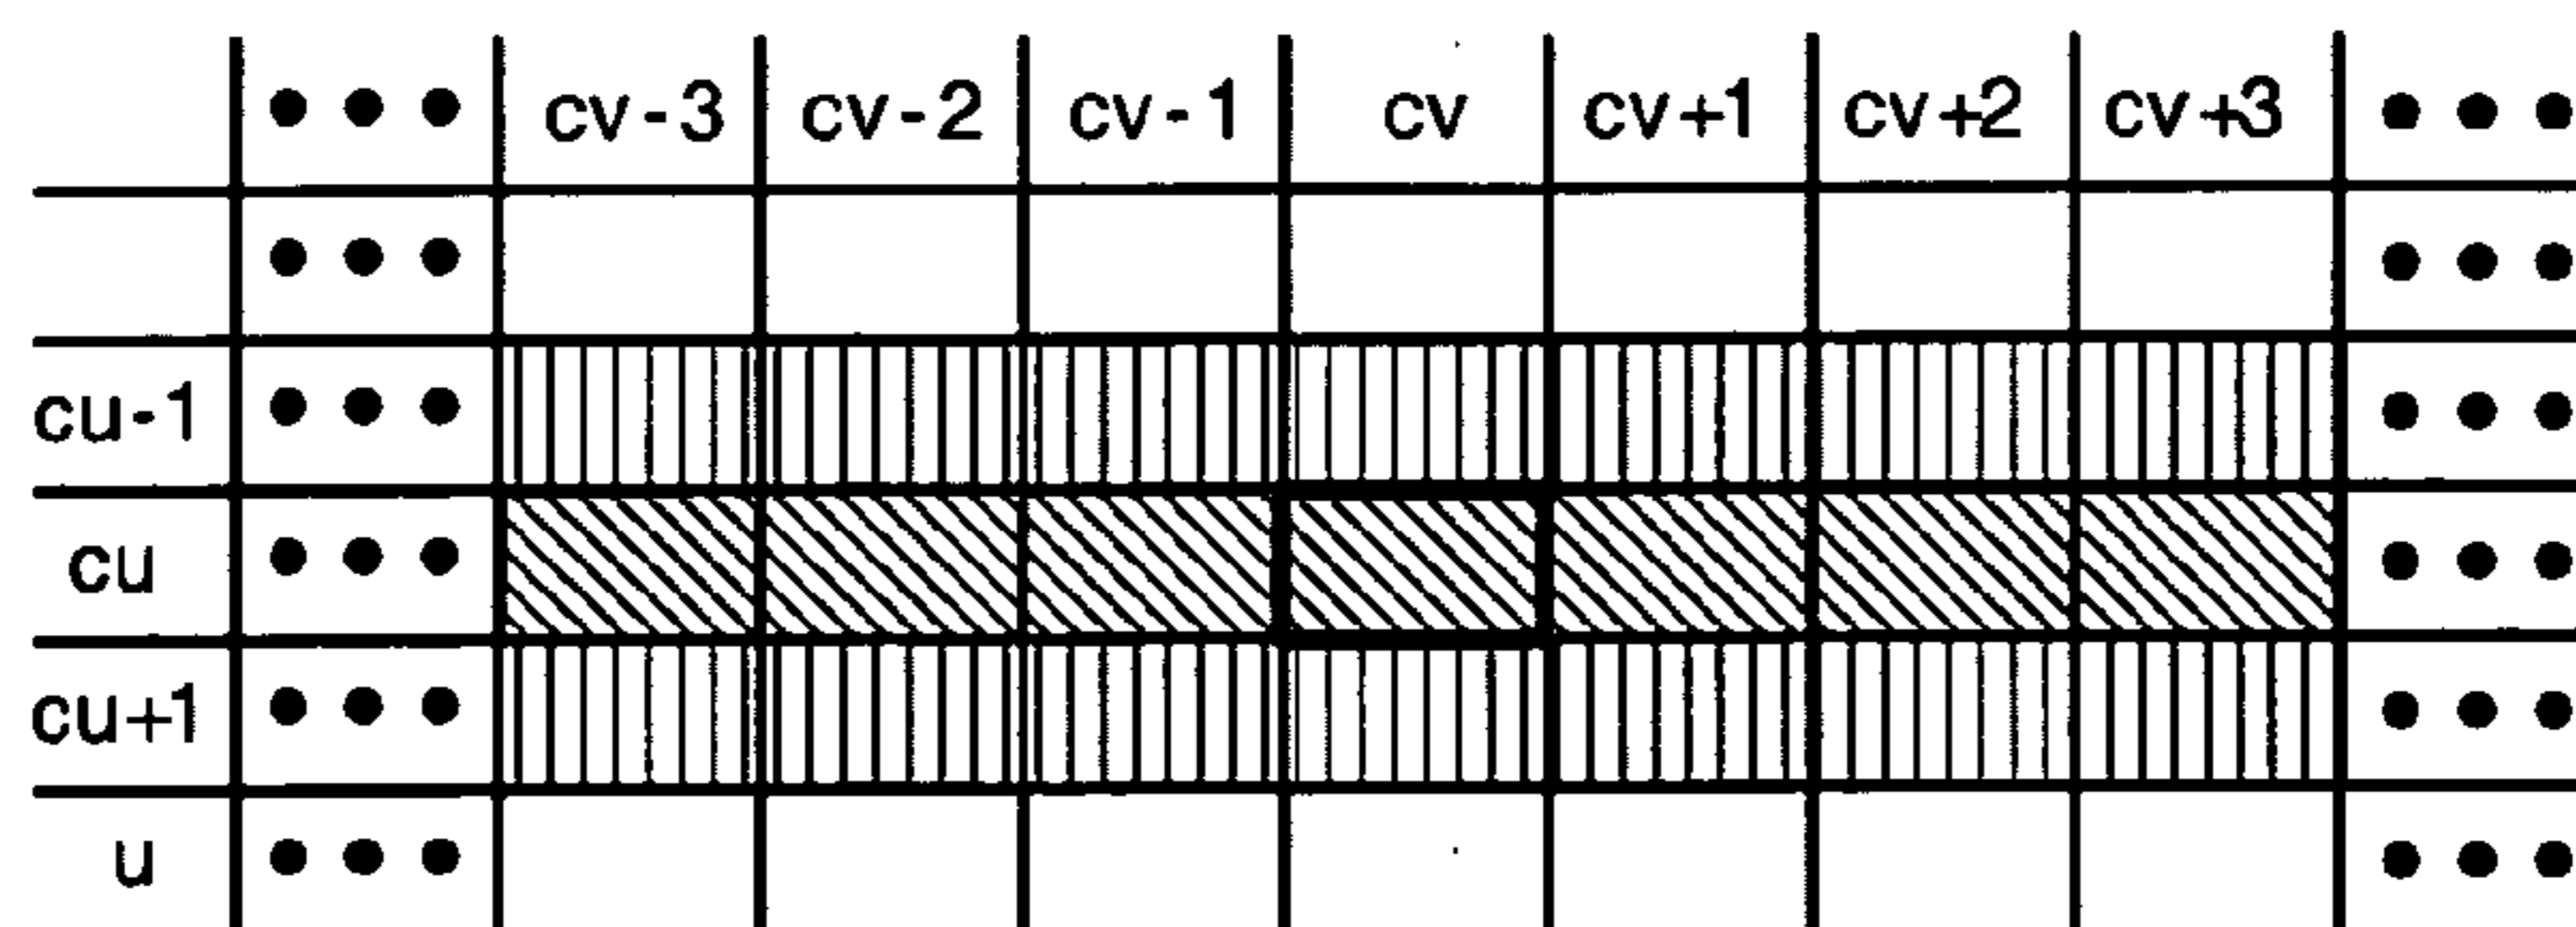 ● ● ● cv-3 cv-2 cv-1 cv cv+1 cv+2 cv+3 ● ● ●
● ● ● ● ● ●
cu-1 ● ● ● ● ● ●
cu ● ● ● ● ● ●
cu+1 ● ● ● ● ● ●
u ● ● ● ● ● ●